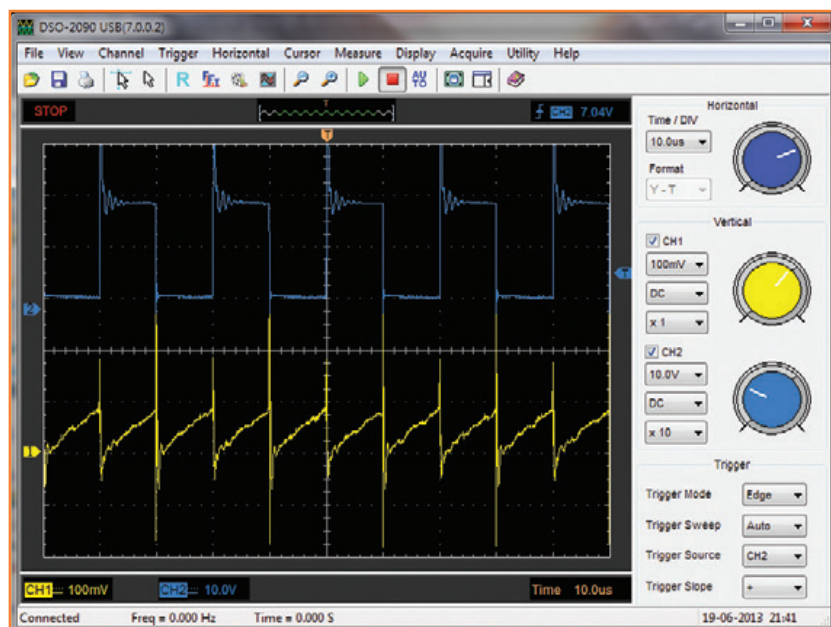 DSO-2090 USB(7.0.0.2)
File View Channel Trigger Horizontal Cursor Measure Display Acquire Utility Help
R
STOP
T
CH2 7.04V
T
2
T
1
CH1 100mV
CH2 10.0V
Time 10.0us
Horizontal
Time / DIV
10.0us
Format
Y - T
Vertical
CH1
100mV
DC
x 1
CH2
10.0V
DC
x 10
Trigger
Trigger Mode Edge
Trigger Sweep Auto
Trigger Source CH2
Trigger Slope +
Connected Freq = 0.000 Hz Time = 0.000 S 19-06-2013 21:41